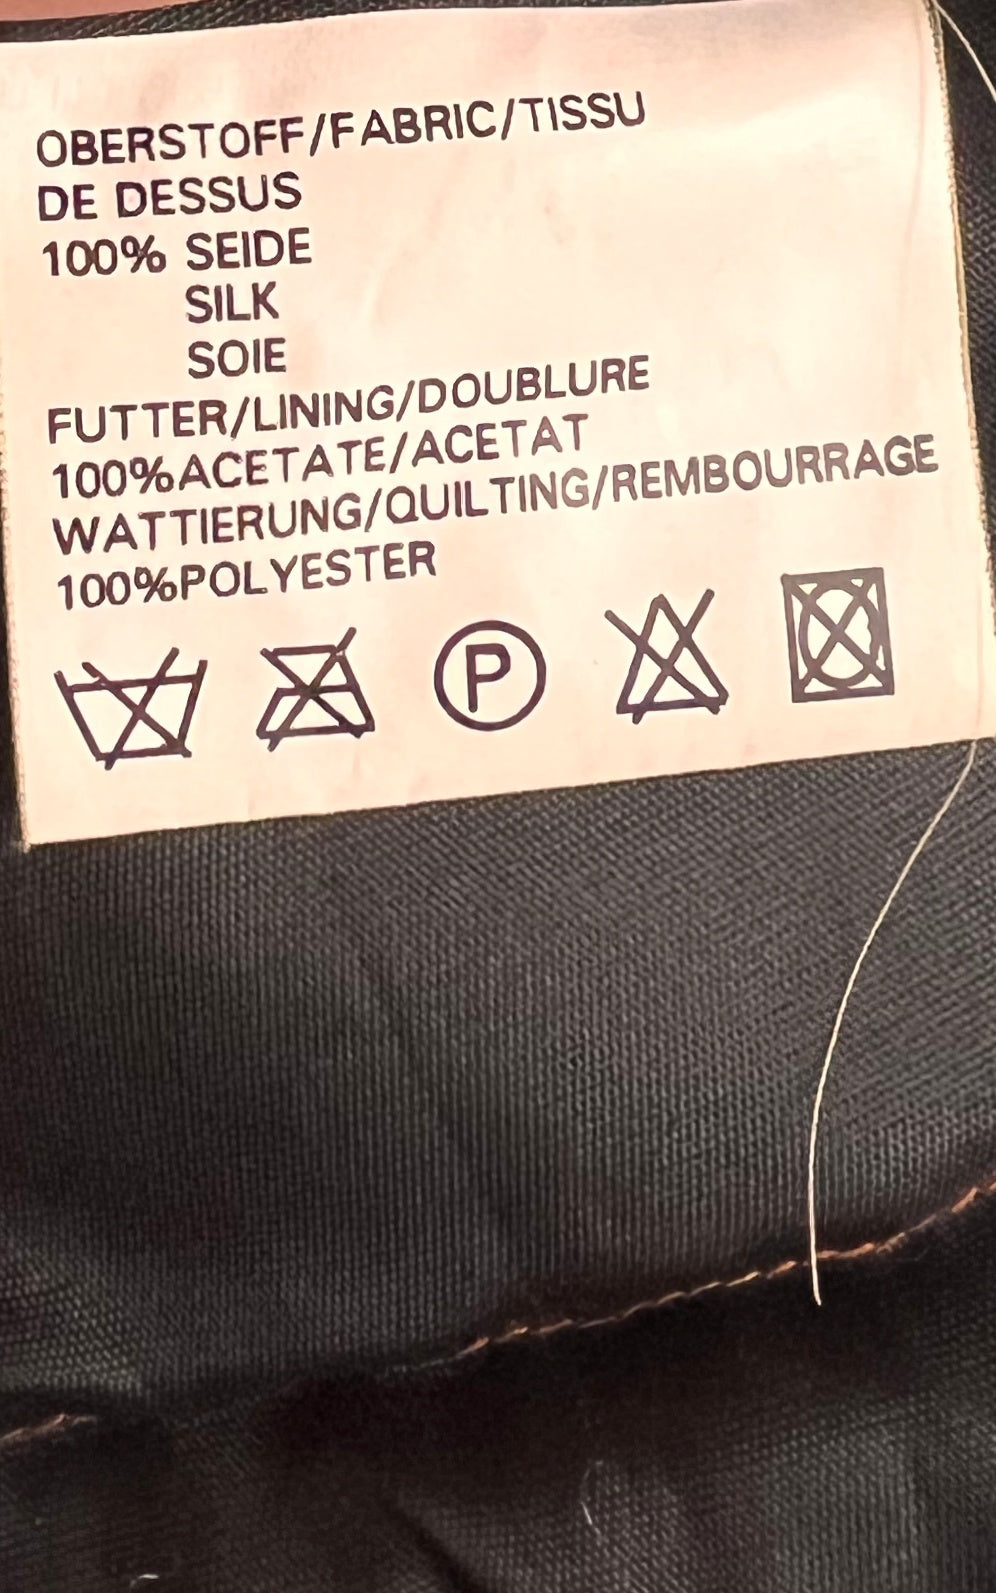 OBERSTOFF/FABRIC/TISSU
DE DESSUS
100% SEIDE
SILK
SOIE
FUTTER/LINING/DOUBLURE
100%ACETATE/ACETAT
WATTIERUNG/QUILTING/REMBOURRAGE
100%POLYESTER
P